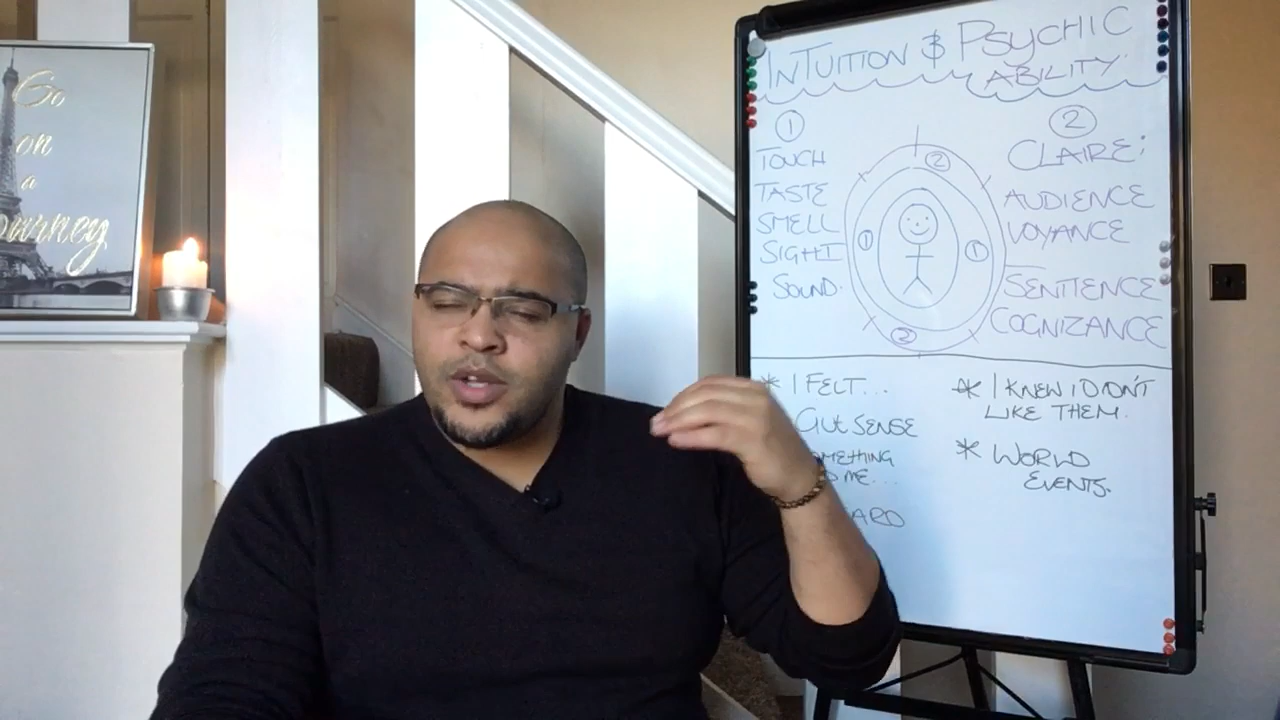 Go
on
a
INTUITION & PSYCHIC
ABILITY.
①
TOUCH
TASTE
SMELL
SIGHT
SOUND.
②
①
①
②
②
CLAIRE:
AUDIENCE
VOYANCE
SENTIENCE
COGNIZANCE
* I FELT...
GUT SENSE
ME...
* I KNEW I DIDN'T
LIKE THEM.
* WORLD
EVENTS.